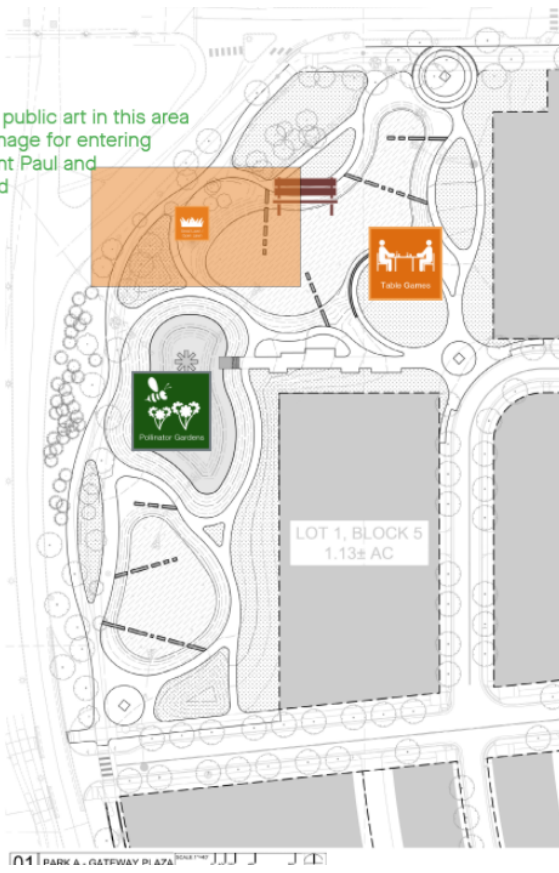 public art in this area
nage for entering
nt Paul and
d
Table Games
Pollinator Gardens
LOT 1, BLOCK 5
1.13± AC
01 PARK A - GATEWAY PLAZA